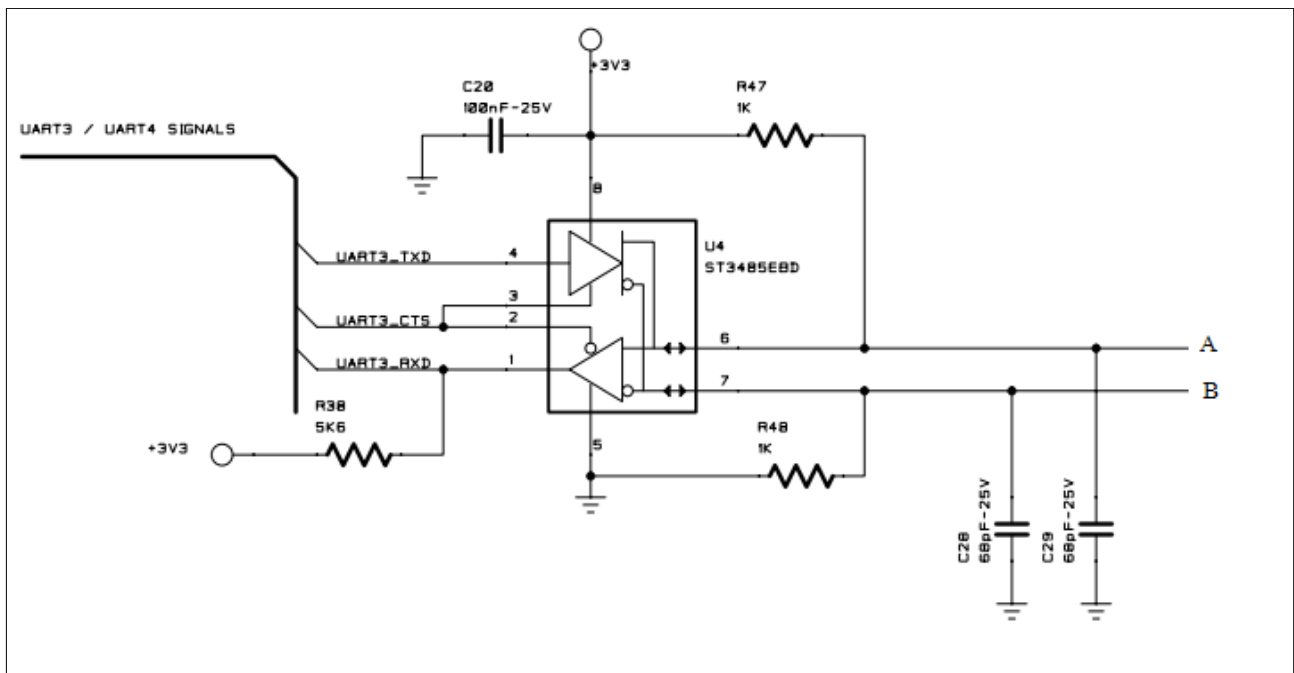 +3V3
C20
100nF-25V
R47
1K
UART3 / UART4 SIGNALS
8
U4
ST3485EBD
UART3_TXD
4
3
UART3_CTS
2
6
A
UART3_RXD
1
7
B
R38
5K6
+3V3
5
R48
1K
C28
68pF-25V
C29
68pF-25V